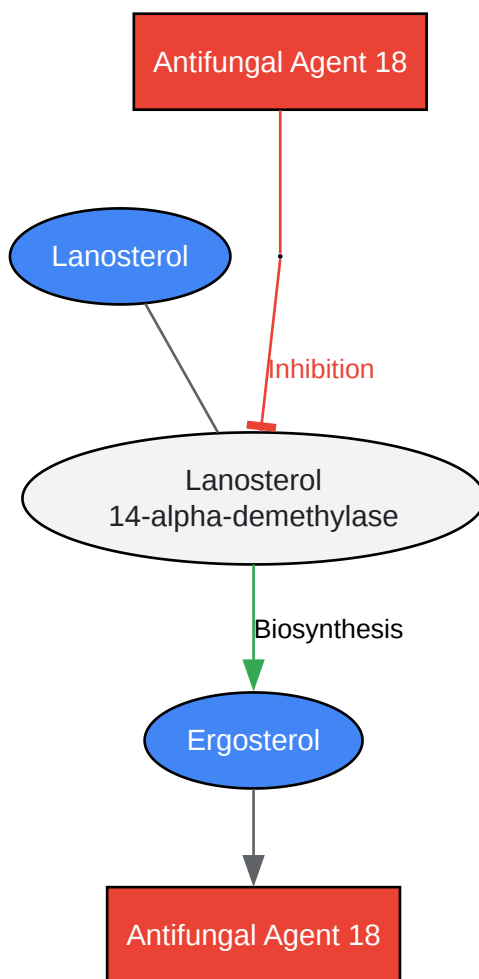 Antifungal Agent 18
Lanosterol
Inhibition
Lanosterol
14-alpha-demethylase
Biosynthesis
Ergosterol
Antifungal Agent 18